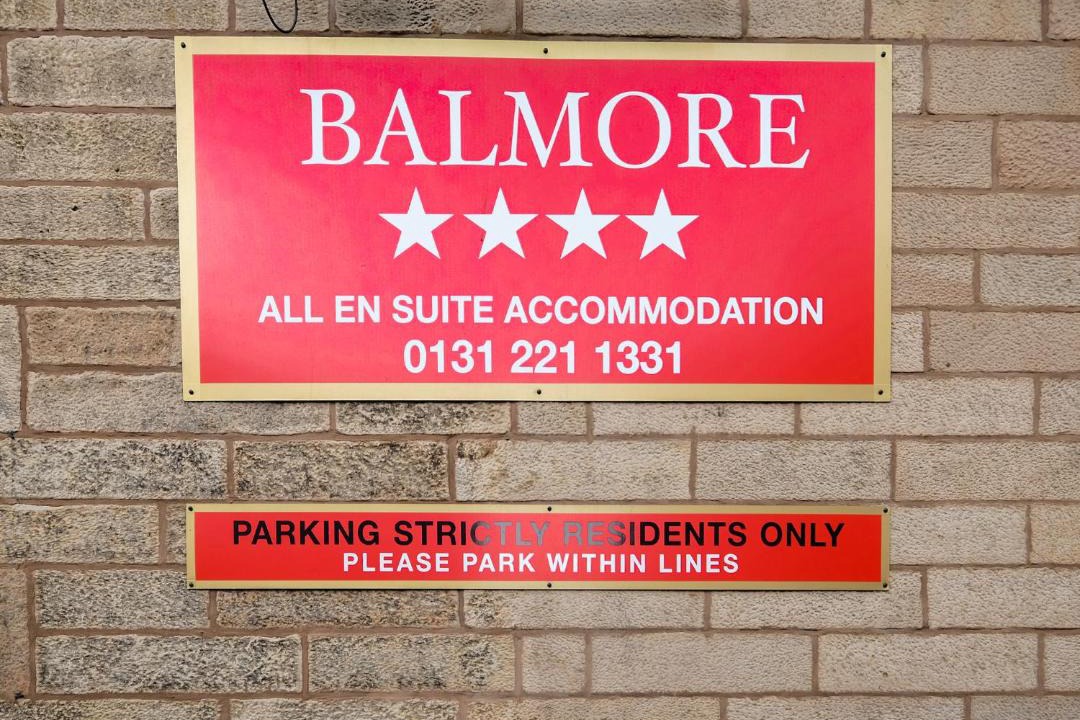 BALMORE
★★★★
ALL EN SUITE ACCOMMODATION
0131 221 1331
PARKING STRICTLY RESIDENTS ONLY
PLEASE PARK WITHIN LINES